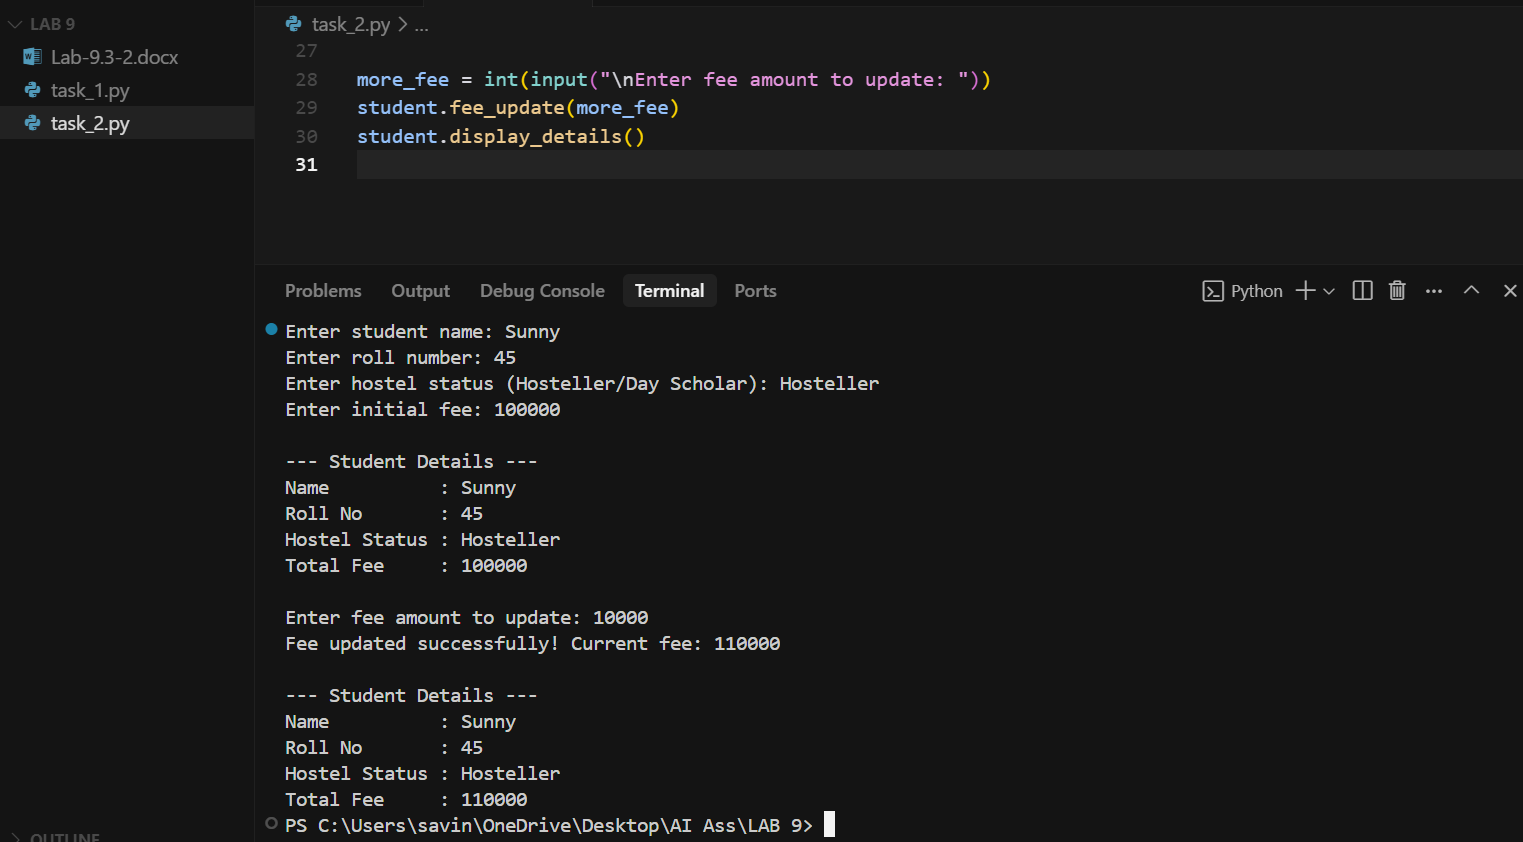 LAB 9
Lab-9.3-2.docx
task_1.py
task_2.py
OUTLINE
task_2.py > ...
27
28 more_fee = int(input("\nEnter fee amount to update: "))
29 student.fee_update(more_fee)
30 student.display_details()
31
Problems Output Debug Console Terminal Ports
Python
Enter student name: Sunny
Enter roll number: 45
Enter hostel status (Hosteller/Day Scholar): Hosteller
Enter initial fee: 100000
--- Student Details ---
Name          : Sunny
Roll No       : 45
Hostel Status : Hosteller
Total Fee     : 100000
Enter fee amount to update: 10000
Fee updated successfully! Current fee: 110000
--- Student Details ---
Name          : Sunny
Roll No       : 45
Hostel Status : Hosteller
Total Fee     : 110000
PS C:\Users\savin\OneDrive\Desktop\AI Ass\LAB 9>